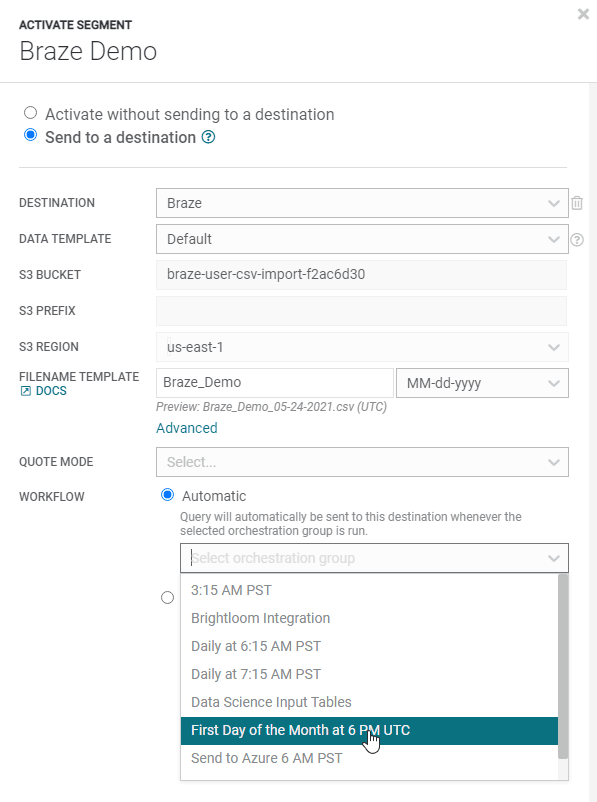 ACTIVATE SEGMENT
Braze Demo
Activate without sending to a destination
Send to a destination ?
DESTINATION Braze
DATA TEMPLATE Default ?
S3 BUCKET braze-user-csv-import-f2ac6d30
S3 PREFIX
S3 REGION us-east-1
FILENAME TEMPLATE Braze_Demo MM-dd-yyyy
DOCS
Preview: Braze_Demo_05-24-2021.csv (UTC)
Advanced
QUOTE MODE Select...
WORKFLOW Automatic
Query will automatically be sent to this destination whenever the
selected orchestration group is run.
Select orchestration group
3:15 AM PST
Brightloom Integration
Daily at 6:15 AM PST
Daily at 7:15 AM PST
Data Science Input Tables
First Day of the Month at 6 PM UTC
Send to Azure 6 AM PST